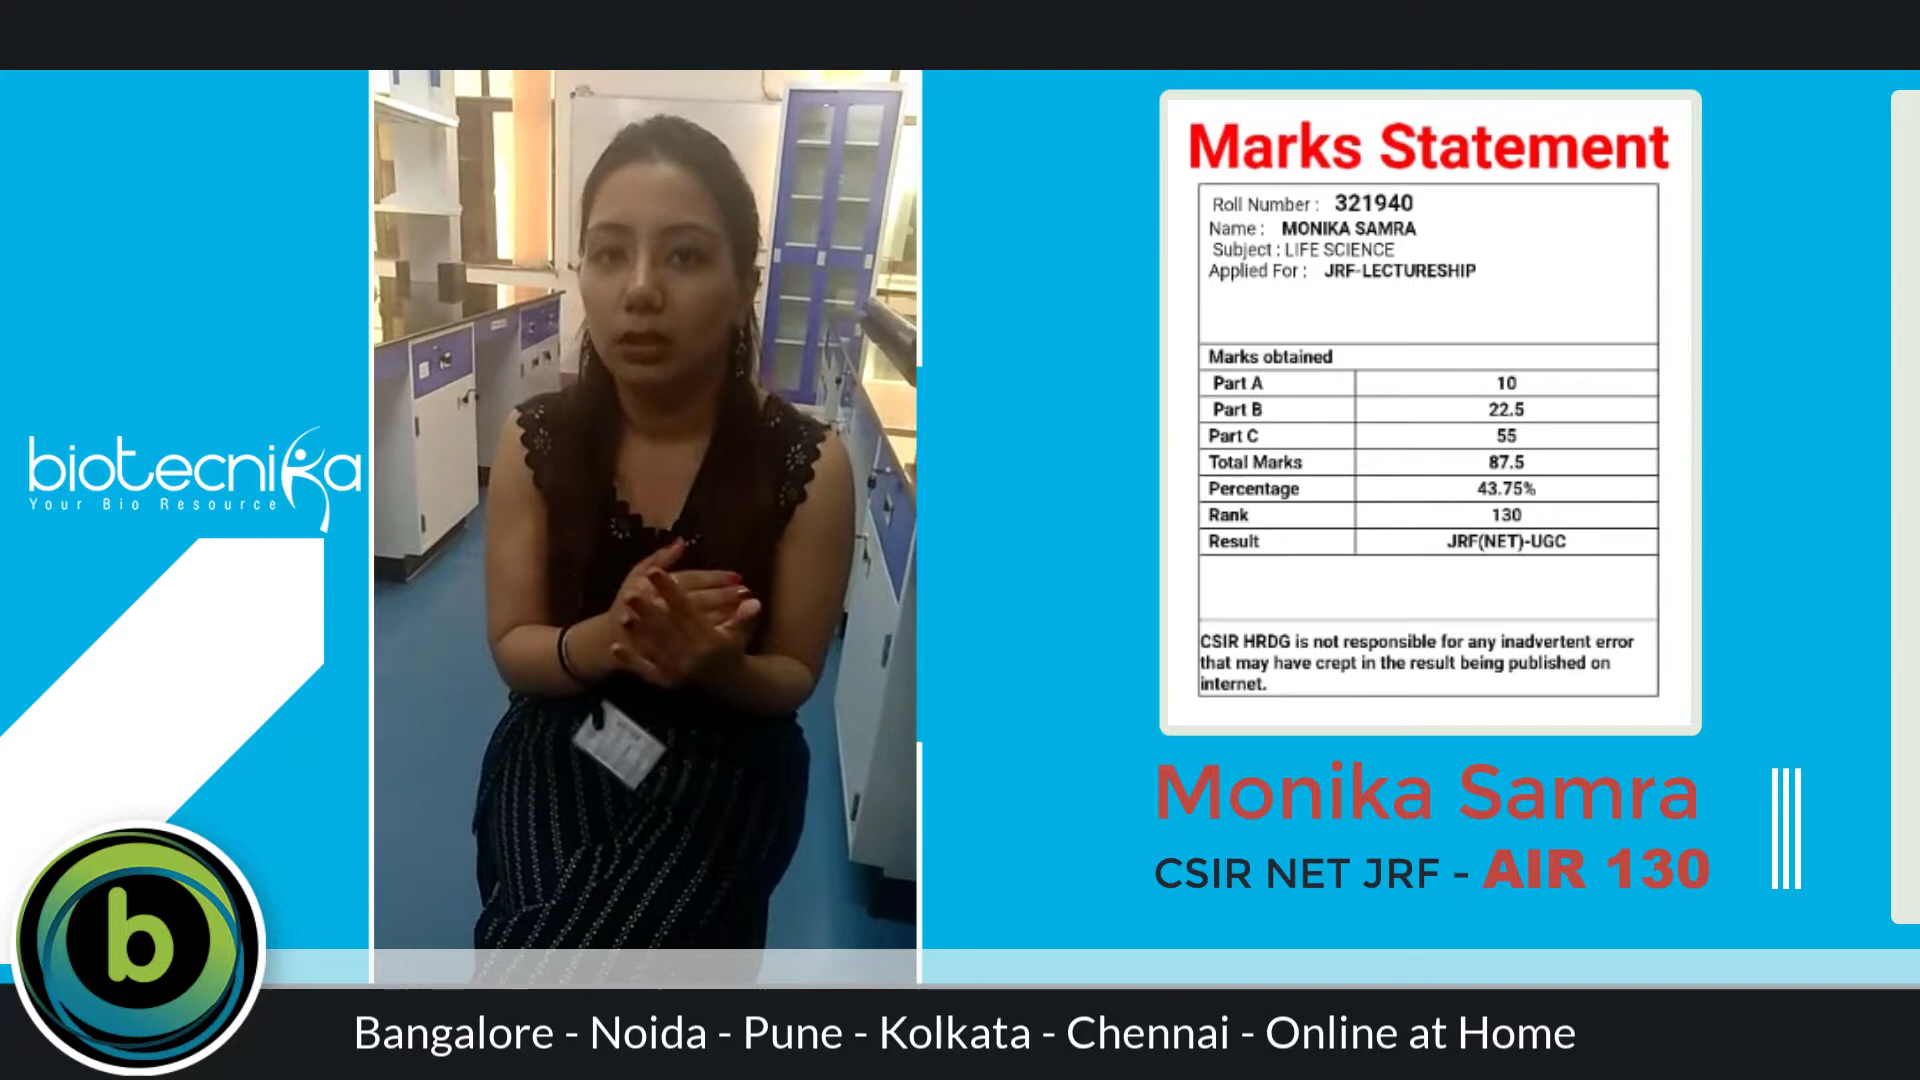 biotecnika
Your Bio Resource
Marks Statement
Roll Number : 321940
Name : MONIKA SAMRA
Subject : LIFE SCIENCE
Applied For : JRF-LECTURESHIP
Marks obtained
Part A 10
Part B 22.5
Part C 55
Total Marks 87.5
Percentage 43.75%
Rank 130
Result JRF(NET)-UGC
CSIR HRDG is not responsible for any inadvertent error
that may have crept in the result being published on
internet.
Monika Samra
CSIR NET JRF - AIR 130
b
Bangalore - Noida - Pune - Kolkata - Chennai - Online at Home